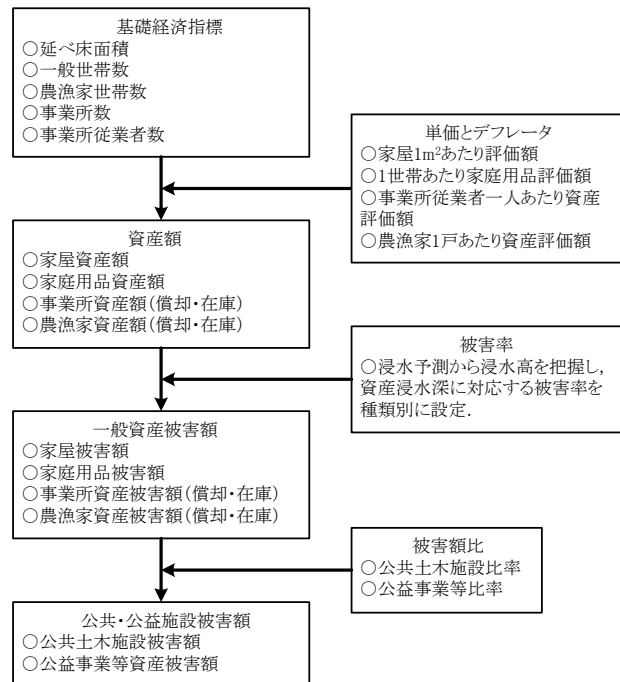 基礎経済指標
○延べ床面積
○一般世帯数
○農漁家世帯数
○事業所数
○事業所従業者数
単価とデフレータ
○家屋1m²あたり評価額
○1世帯あたり家庭用品評価額
○事業所従業者一人あたり資産
評価額
○農漁家1戸あたり資産評価額
資産額
○家屋資産額
○家庭用品資産額
○事業所資産額(償却・在庫)
○農漁家資産額(償却・在庫)
被害率
○浸水予測から浸水高を把握し,
資産浸水深に対応する被害率を
種類別に設定.
一般資産被害額
○家屋被害額
○家庭用品被害額
○事業所資産被害額(償却・在庫)
○農漁家資産被害額(償却・在庫)
被害額比
○公共土木施設比率
○公益事業等比率
公共・公益施設被害額
○公共土木施設被害額
○公益事業等資産被害額